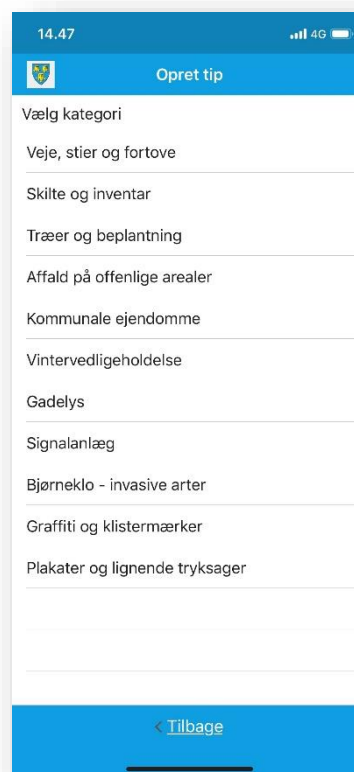 14.47
4G
Opret tip
Vælg kategori
Veje, stier og fortove
Skilte og inventar
Træer og beplantning
Affald på offenlige arealer
Kommunale ejendomme
Vintervedligeholdelse
Gadelys
Signalanlæg
Bjørneklo - invasive arter
Graffiti og klistermærker
Plakater og lignende tryksager
< Tilbage